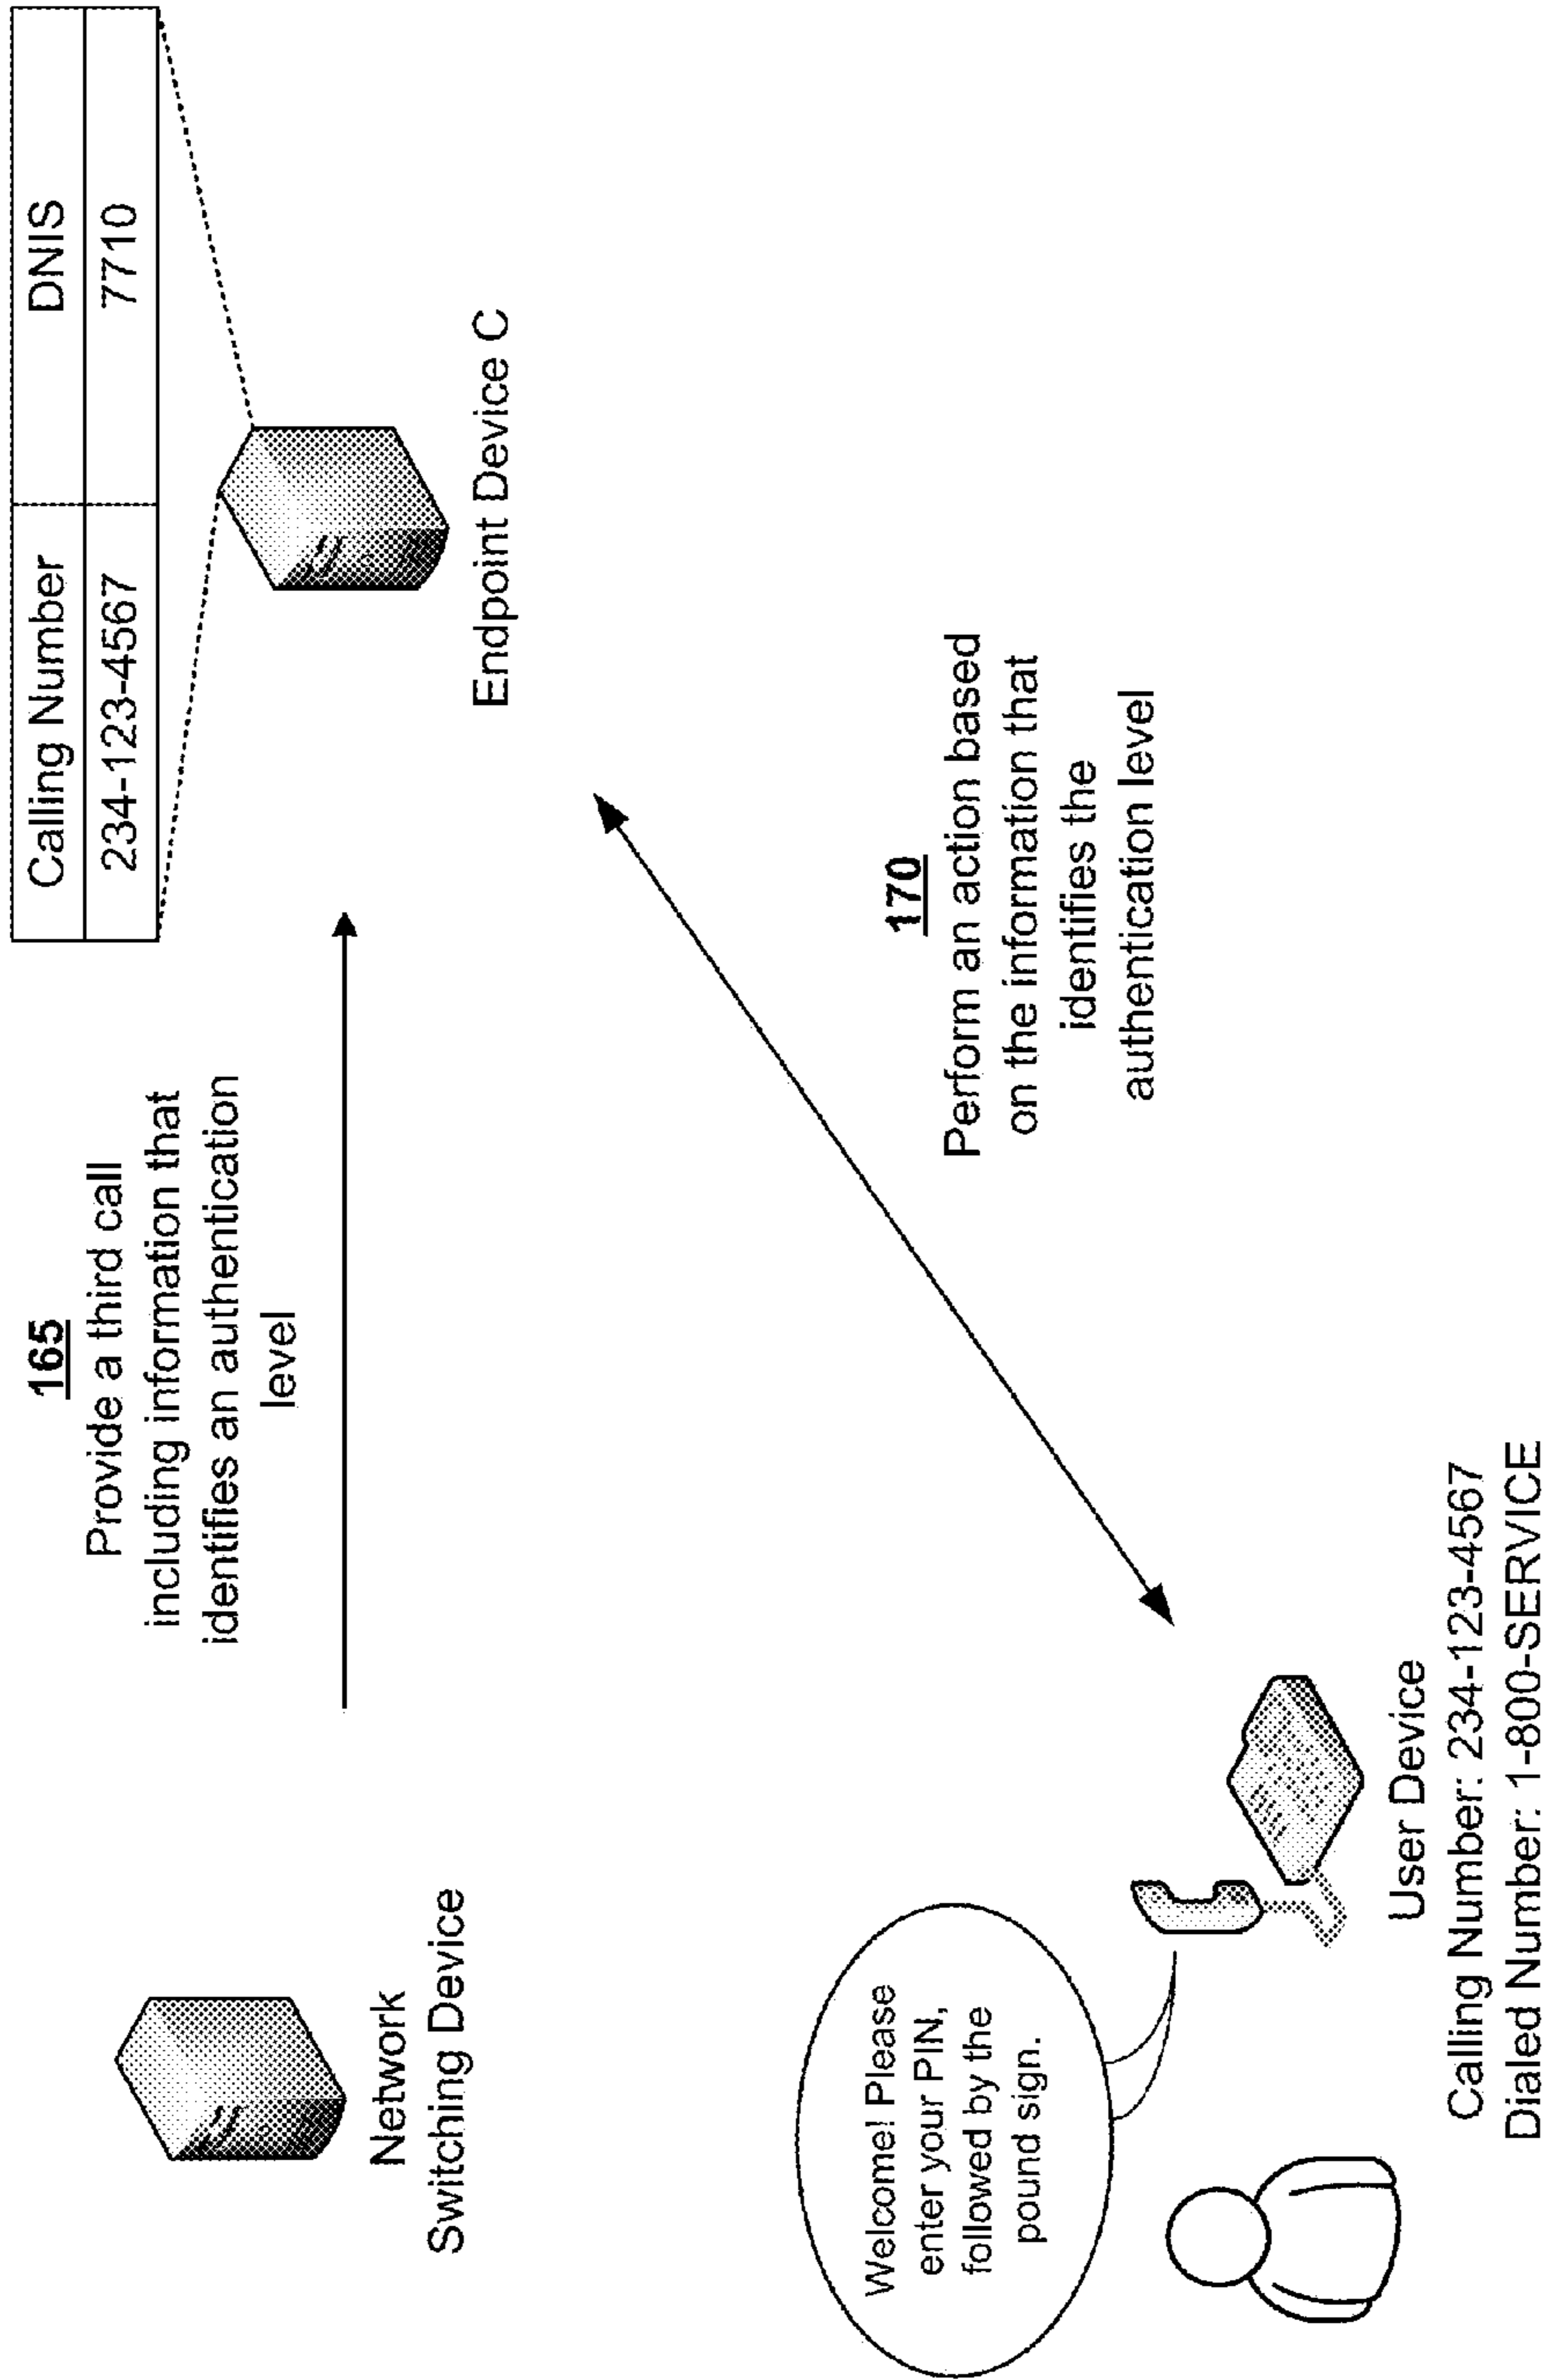 165
Provide a third call
including information that
identifies an authentication
level
Calling Number DNIS
234-123-4567 7710
Network
Switching Device
Endpoint Device C
170
Perform an action based
on the information that
identifies the
authentication level
Welcome! Please
enter your PIN,
followed by the
pound sign.
User Device
Calling Number: 234-123-4567
Dialed Number: 1-800-SERVICE